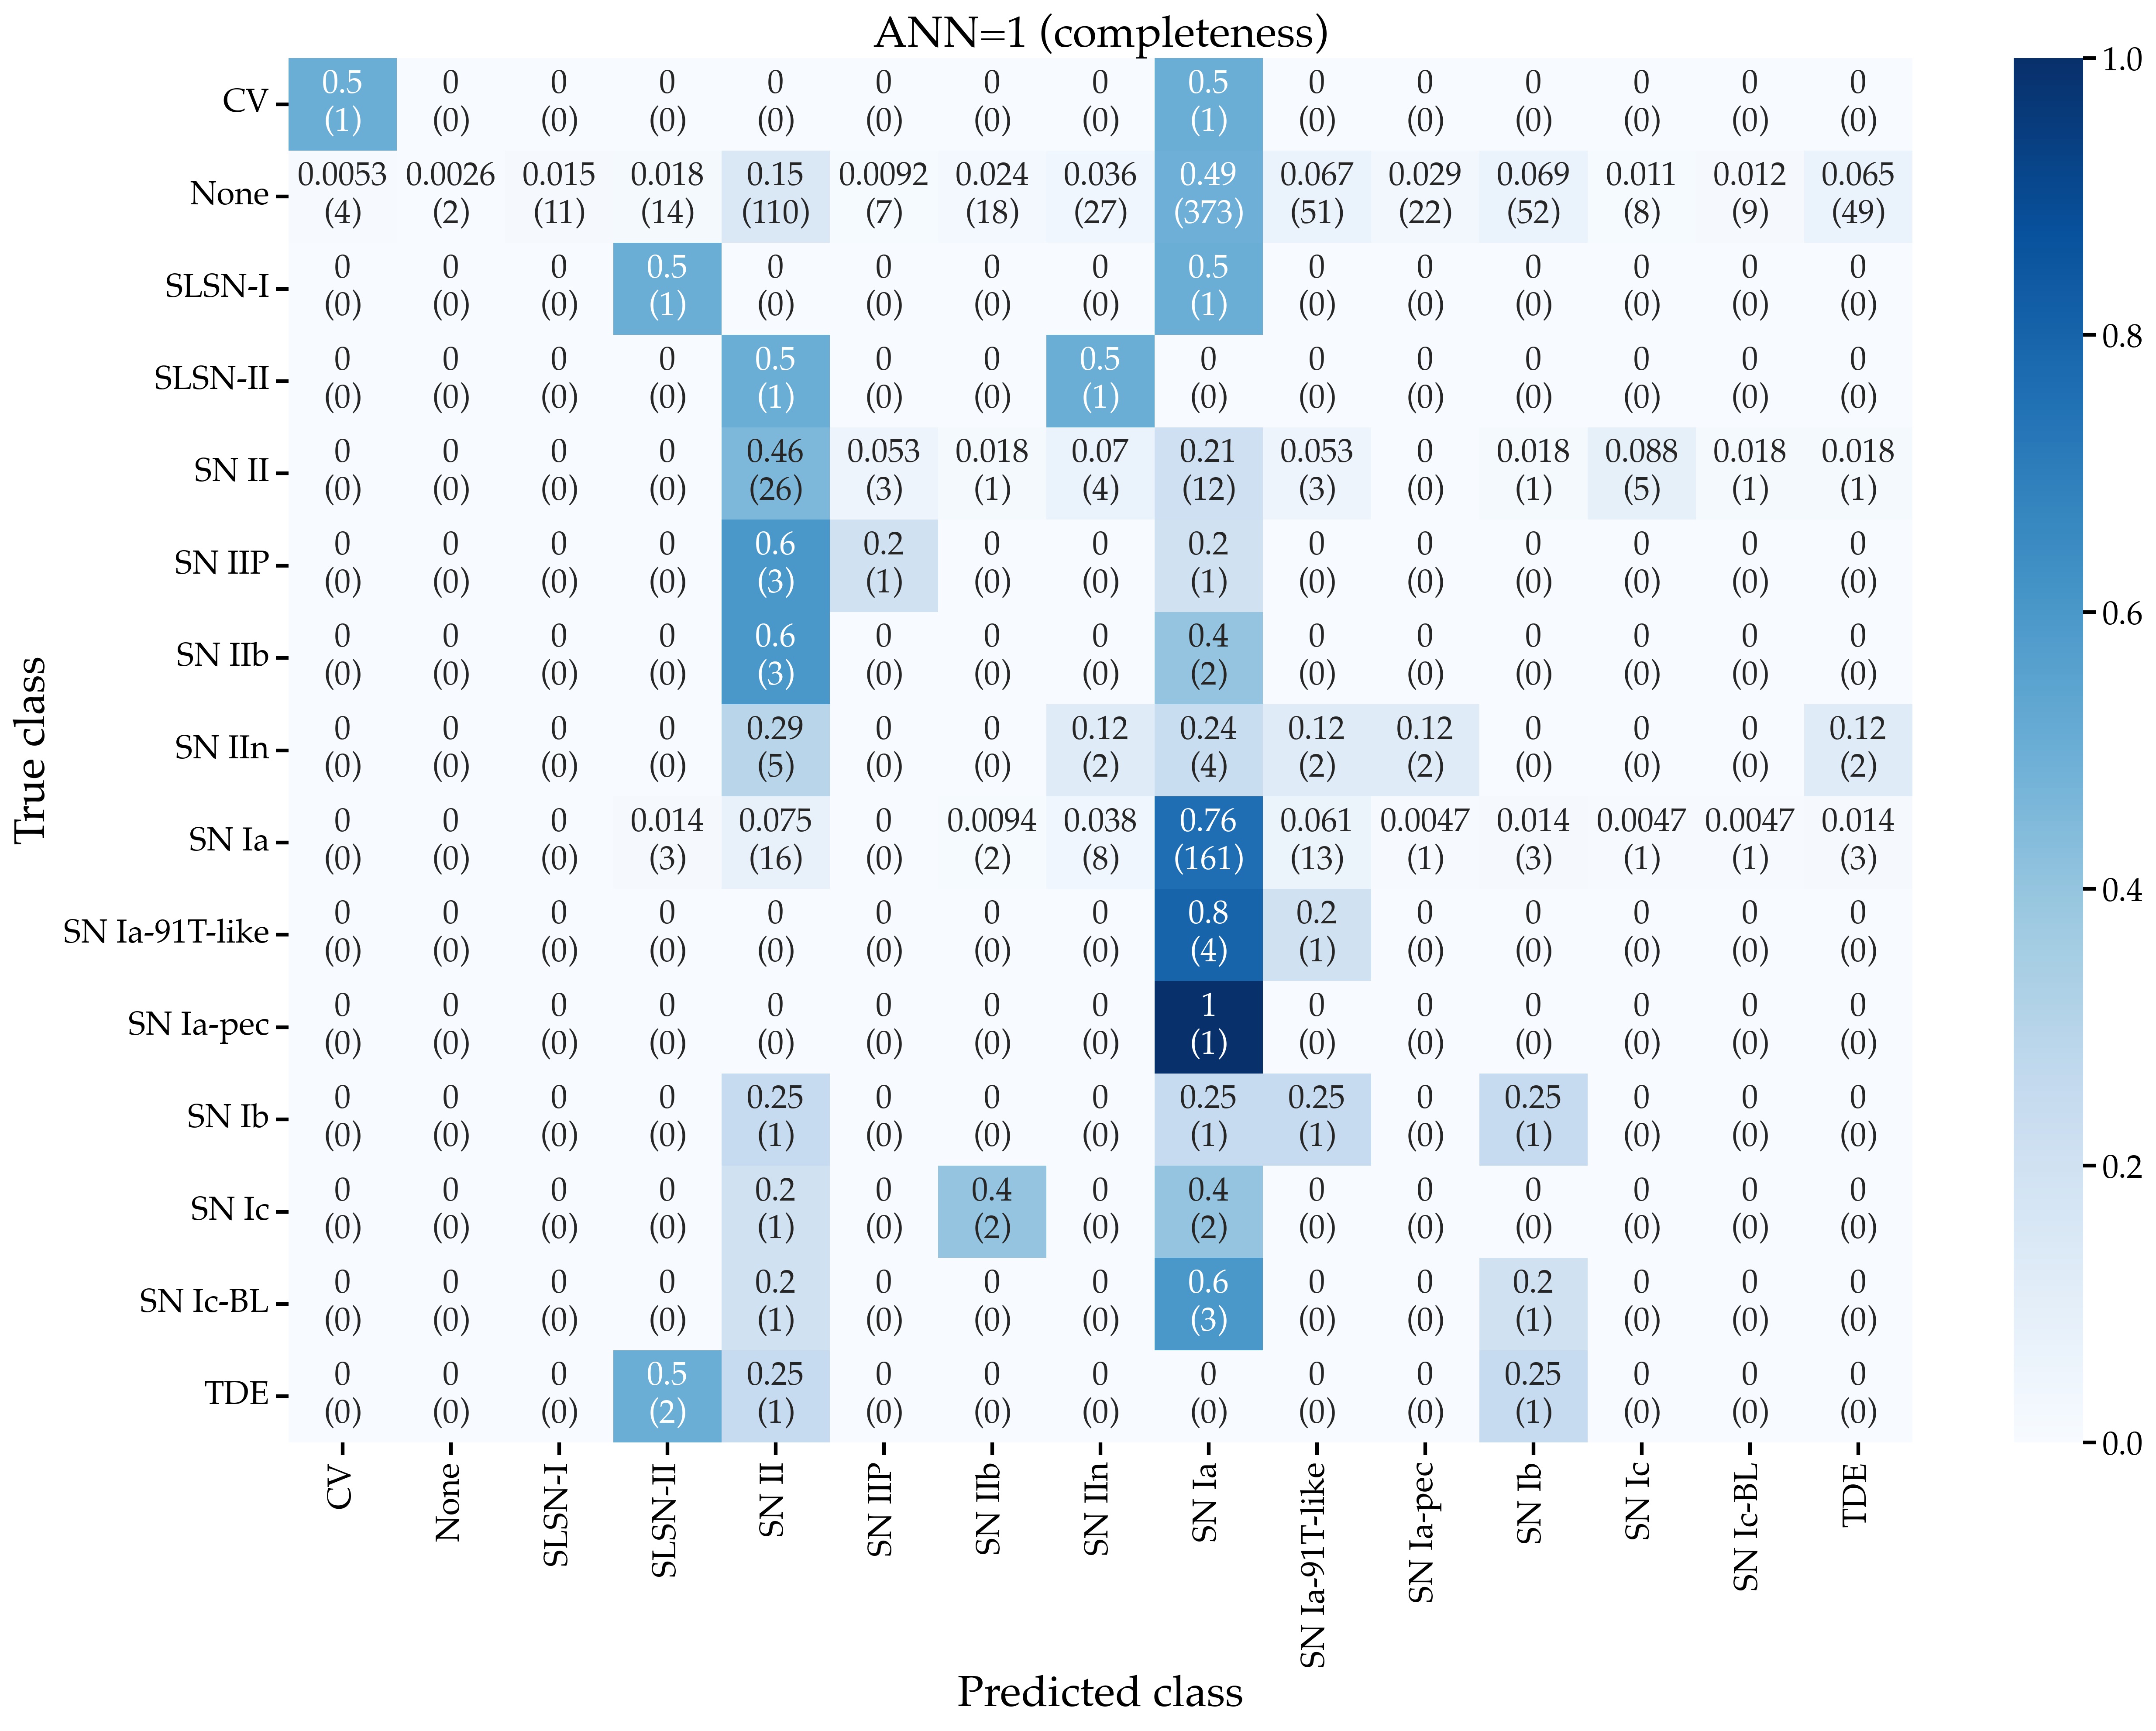 ANN=1 (completeness)
CV 0.5 0 0 0 0 0 0 0 0.5 0 0 0 0 0 0
(1) (0) (0) (0) (0) (0) (0) (0) (1) (0) (0) (0) (0) (0) (0)
None 0.0053 0.0026 0.015 0.018 0.15 0.0092 0.024 0.036 0.49 0.067 0.029 0.069 0.011 0.012 0.065
(4) (2) (11) (14) (110) (7) (18) (27) (373) (51) (22) (52) (8) (9) (49)
SLSN-I 0 0 0 0.5 0 0 0 0 0.5 0 0 0 0 0 0
(0) (0) (0) (1) (0) (0) (0) (0) (1) (0) (0) (0) (0) (0) (0)
SLSN-II 0 0 0 0 0.5 0 0 0.5 0 0 0 0 0 0 0
(0) (0) (0) (0) (1) (0) (0) (1) (0) (0) (0) (0) (0) (0) (0)
SN II 0 0 0 0 0.46 0.053 0.018 0.07 0.21 0.053 0 0.018 0.088 0.018 0.018
(0) (0) (0) (0) (26) (3) (1) (4) (12) (3) (0) (1) (5) (1) (1)
SN IIP 0 0 0 0 0.6 0.2 0 0 0.2 0 0 0 0 0 0
(0) (0) (0) (0) (3) (1) (0) (0) (1) (0) (0) (0) (0) (0) (0)
SN IIb 0 0 0 0 0.6 0 0 0 0.4 0 0 0 0 0 0
(0) (0) (0) (0) (3) (0) (0) (0) (2) (0) (0) (0) (0) (0) (0)
SN IIn 0 0 0 0 0.29 0 0 0.12 0.24 0.12 0.12 0 0 0 0.12
(0) (0) (0) (0) (5) (0) (0) (2) (4) (2) (2) (0) (0) (0) (2)
SN Ia 0 0 0 0.014 0.075 0 0.0094 0.038 0.76 0.061 0.0047 0.014 0.0047 0.0047 0.014
(0) (0) (0) (3) (16) (0) (2) (8) (161) (13) (1) (3) (1) (1) (3)
SN Ia-91T-like 0 0 0 0 0 0 0 0 0.8 0.2 0 0 0 0 0
(0) (0) (0) (0) (0) (0) (0) (0) (4) (1) (0) (0) (0) (0) (0)
SN Ia-pec 0 0 0 0 0 0 0 0 1 0 0 0 0 0 0
(0) (0) (0) (0) (0) (0) (0) (0) (1) (0) (0) (0) (0) (0) (0)
SN Ib 0 0 0 0 0.25 0 0 0 0.25 0.25 0 0.25 0 0 0
(0) (0) (0) (0) (1) (0) (0) (0) (1) (1) (0) (1) (0) (0) (0)
SN Ic 0 0 0 0 0.2 0 0.4 0 0.4 0 0 0 0 0 0
(0) (0) (0) (0) (1) (0) (2) (0) (2) (0) (0) (0) (0) (0) (0)
SN Ic-BL 0 0 0 0 0.2 0 0 0 0.6 0 0 0.2 0 0 0
(0) (0) (0) (0) (1) (0) (0) (0) (3) (0) (0) (1) (0) (0) (0)
TDE 0 0 0 0.5 0.25 0 0 0 0 0 0 0.25 0 0 0
(0) (0) (0) (2) (1) (0) (0) (0) (0) (0) (0) (1) (0) (0) (0)
CV None SLSN-I SLSN-II SN II SN IIP SN IIb SN IIn SN Ia SN Ia-91T-like SN Ia-pec SN Ib SN Ic SN Ic-BL TDE
Predicted class
True class
1.0
0.8
0.6
0.4
0.2
0.0